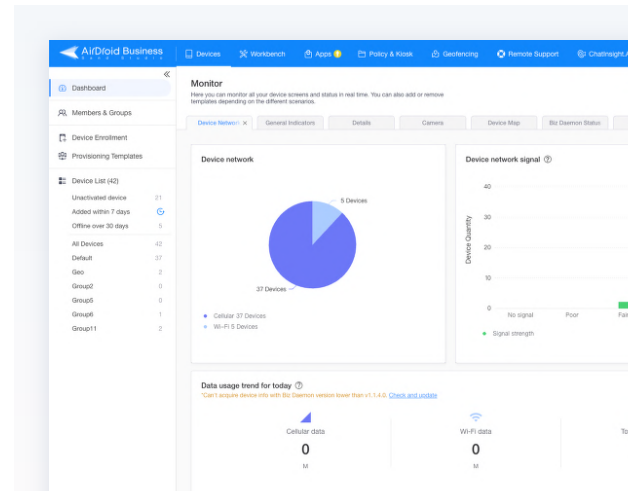 AirDroid Business
Devices
Workbench
Apps
Policy & Kiosk
Geofencing
Remote Support
ChatInsight.A
Dashboard
Members & Groups
Device Enrollment
Provisioning Templates
Device List (42)
Unactivated device 21
Added within 7 days
Offline over 30 days 5
All Devices 42
Default 37
Geo 2
Group2 0
Group5 0
Group6 1
Group11 2
Monitor
Here you can monitor all your device screens and status in real time. You can also add or remove
templates depending on the different scenarios.
Device Network ×
General Indicators
Details
Camera
Device Map
Biz Daemon Status
Device network
5 Devices
37 Devices
Cellular 37 Devices
Wi-Fi 5 Devices
Device network signal
Device Quantity
40
30
20
10
0
No signal
Poor
Fair
Signal strength
Data usage trend for today
*Can't acquire device info with Biz Daemon version lower than v1.1.4.0. Check and update
Cellular data
0
M
Wi-Fi data
0
M
To